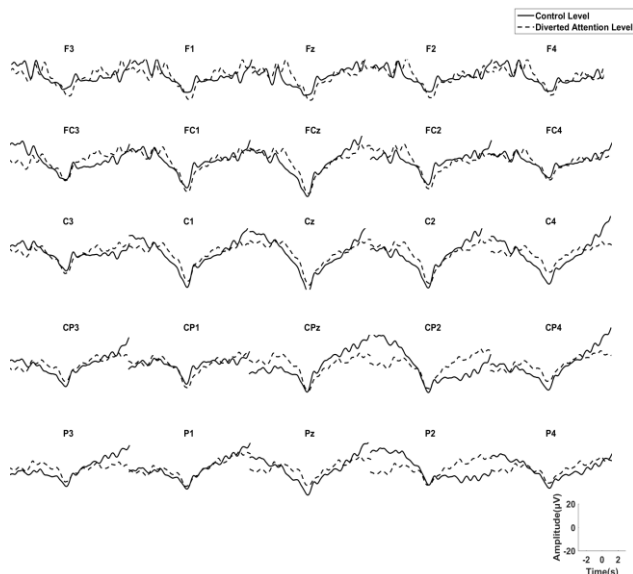 Control Level
Diverted Attention Level
F3 F1 Fz F2 F4
FC3 FC1 FCz FC2 FC4
C3 C1 Cz C2 C4
CP3 CP1 CPz CP2 CP4
P3 P1 Pz P2 P4
Amplitude(μV)
20
0
-20
-2 0 2
Time(s)